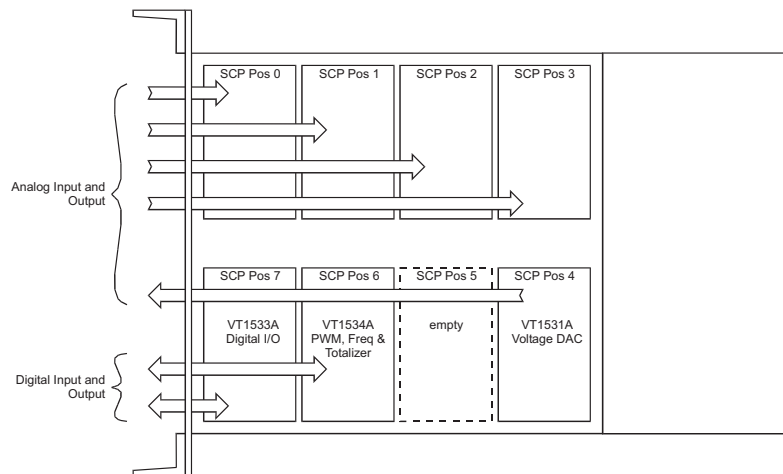 SCP Pos 0
SCP Pos 1
SCP Pos 2
SCP Pos 3
Analog Input and
Output
SCP Pos 7
SCP Pos 6
SCP Pos 5
SCP Pos 4
VT1533A
Digital I/O
VT1534A
PWM, Freq &
Totalizer
empty
VT1531A
Voltage DAC
Digital Input and
Output